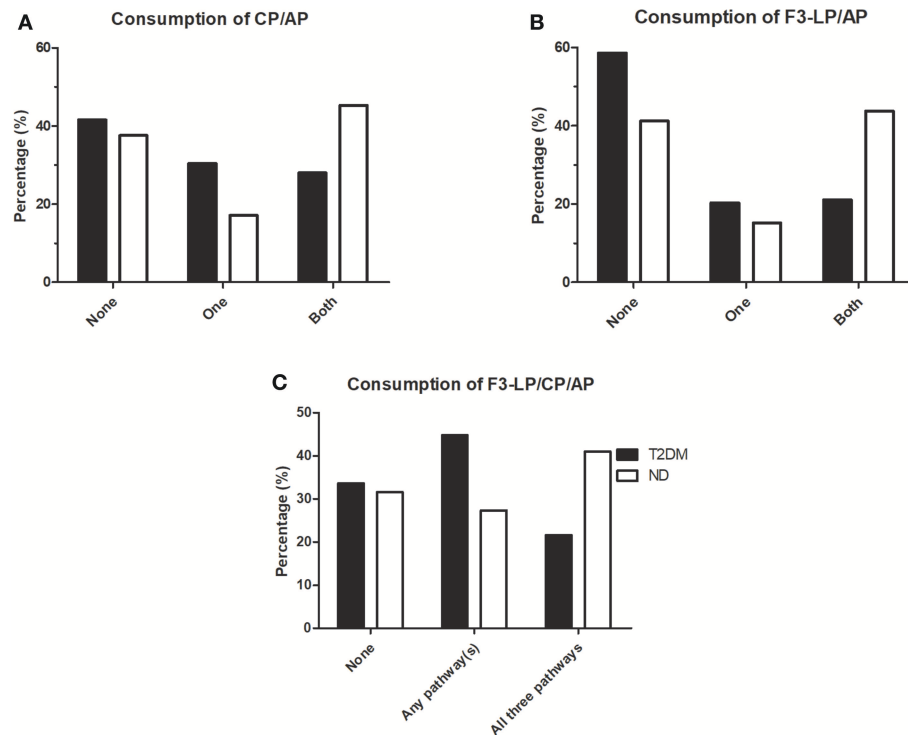 A
Consumption of CP/AP
Percentage (%)
60
40
20
0
None
One
Both
B
Consumption of F3-LP/AP
Percentage (%)
60
40
20
0
None
One
Both
C
Consumption of F3-LP/CP/AP
Percentage (%)
50
40
30
20
10
0
None
Any pathway(s)
All three pathways
T2DM
ND